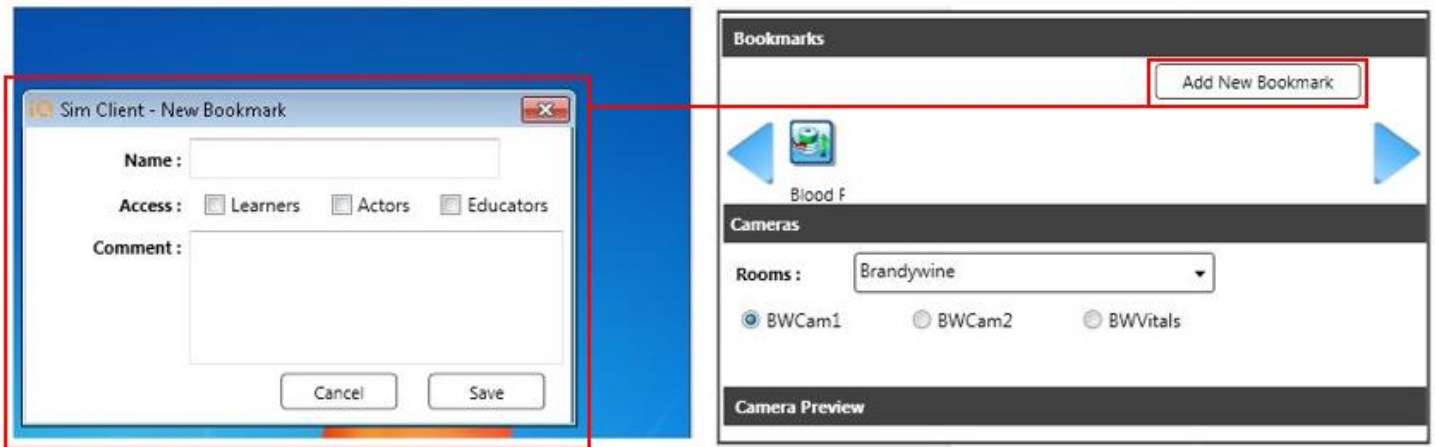 iQ Sim Client - New Bookmark
Name :
Access : Learners Actors Educators
Comment :
Cancel Save
Bookmarks
Add New Bookmark
Blood F
Cameras
Rooms : Brandywine
BWCam1 BWCam2 BWVitals
Camera Preview